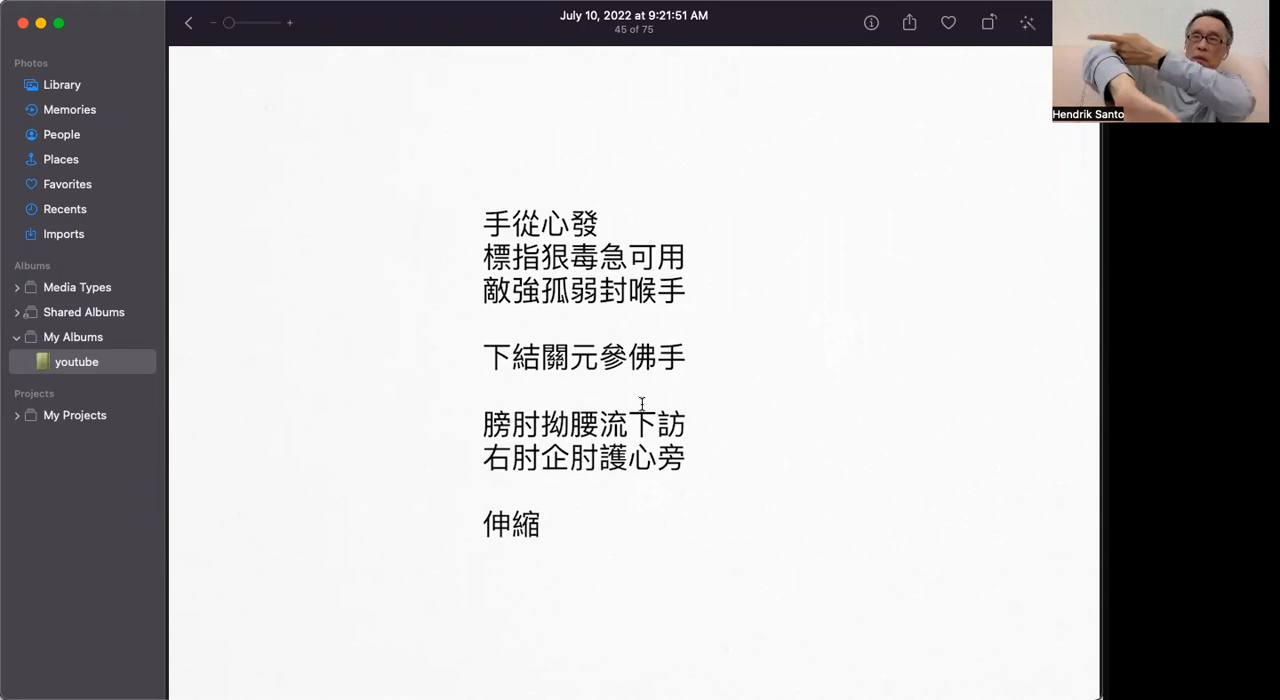 July 10, 2022 at 9:21:51 AM
45 of 75
Photos
Library
Memories
People
Places
Favorites
Recents
Imports
Albums
Media Types
Shared Albums
My Albums
youtube
Projects
My Projects
手從心發
標指狠毒急可用
敵強孤弱封喉手
下結關元參佛手
膀肘拗腰流下訪
右肘企肘護心旁
伸縮
Hendrik Santo